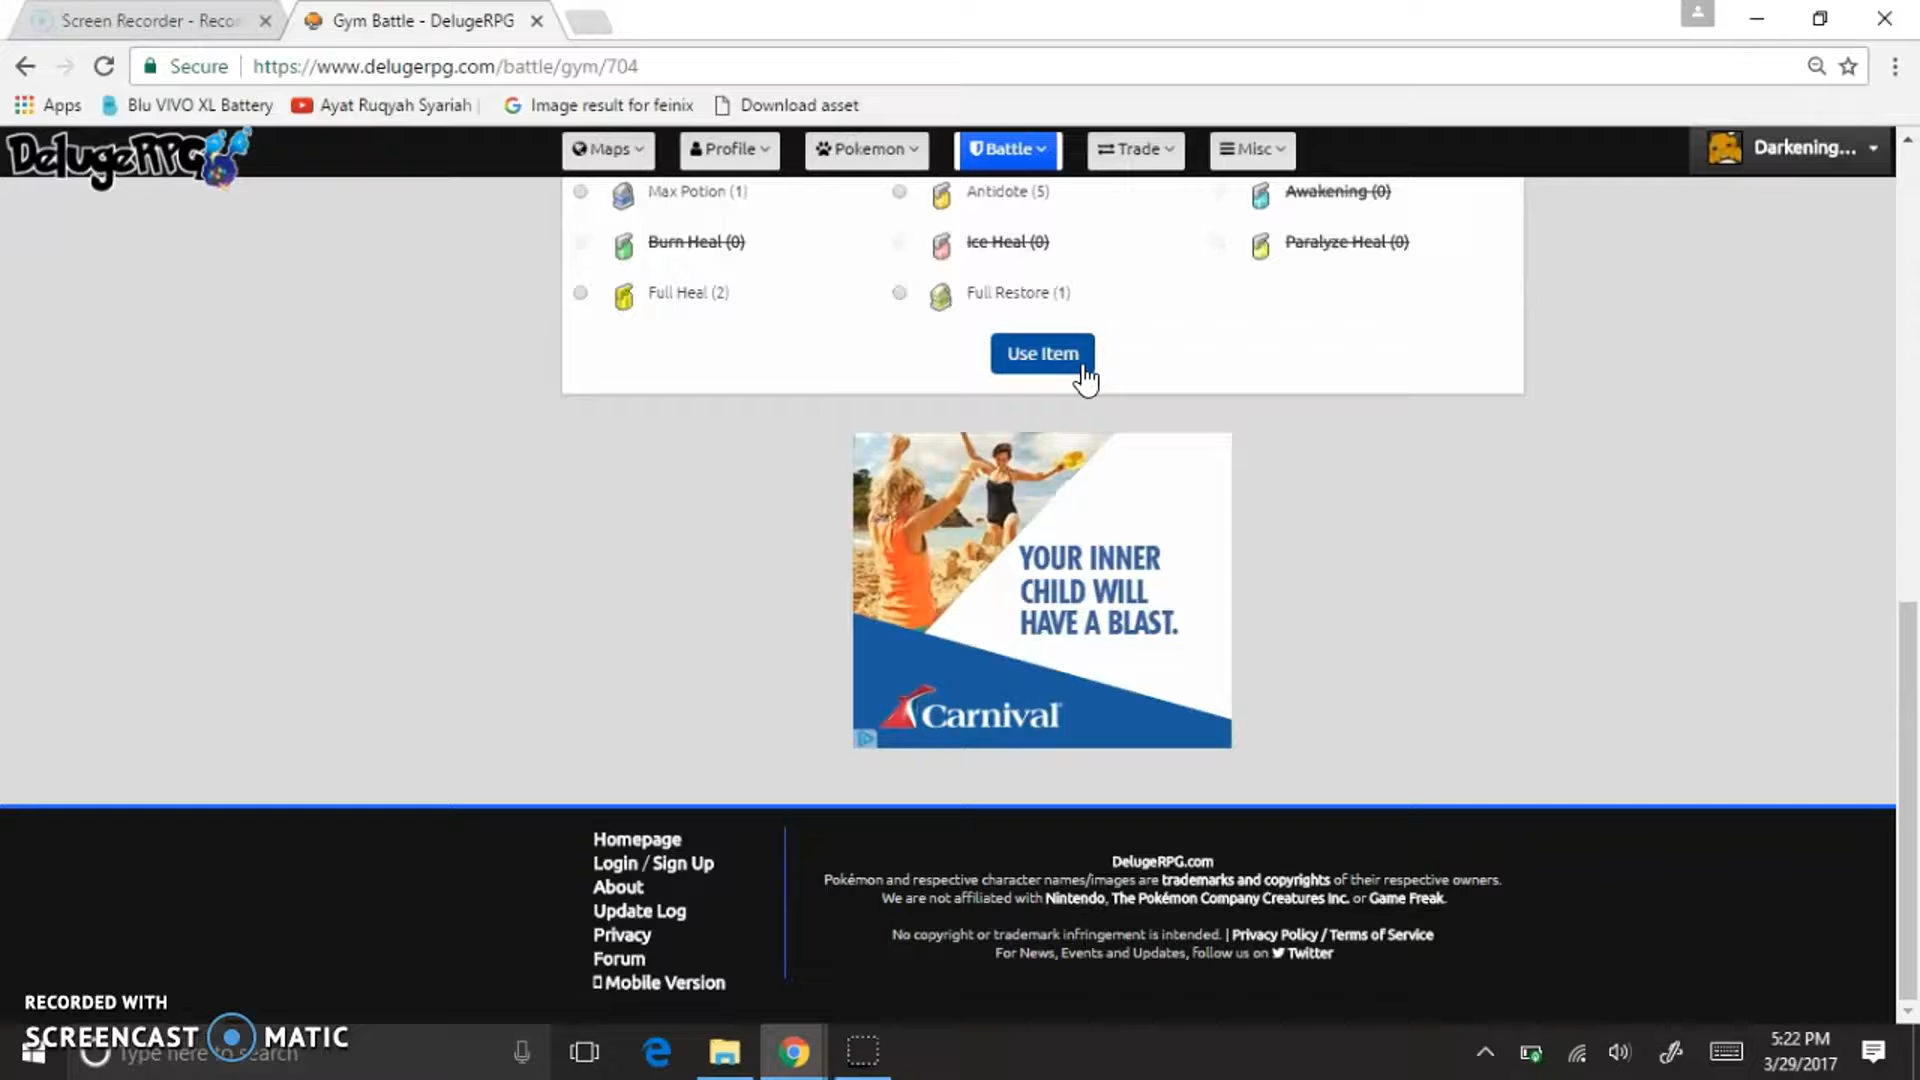 Screen Recorder - Reco
Gym Battle - DelugeRPG
Secure
https://www.delugerpg.com/battle/gym/704
Apps
Blu VIVO XL Battery
Ayat Ruqyah Syariah
Image result for feinix
Download asset
DelugeRPG
Maps
Profile
Pokemon
Battle
Trade
Misc
Darkening...
Max Potion (1)
Antidote (5)
Awakening (0)
Burn Heal (0)
Ice Heal (0)
Paralyze Heal (0)
Full Heal (2)
Full Restore (1)
Use Item
YOUR INNER
CHILD WILL
HAVE A BLAST.
Carnival
Homepage
Login / Sign Up
About
Update Log
Privacy
Forum
Mobile Version
DelugeRPG.com
Pokémon and respective character names/images are trademarks and copyrights of their respective owners.
We are not affiliated with Nintendo, The Pokémon Company Creatures Inc. or Game Freak.
No copyright or trademark infringement is intended. | Privacy Policy / Terms of Service
For News, Events and Updates, follow us on Twitter
RECORDED WITH
SCREENCAST MATIC
Type here to search
5:22 PM
3/29/2017